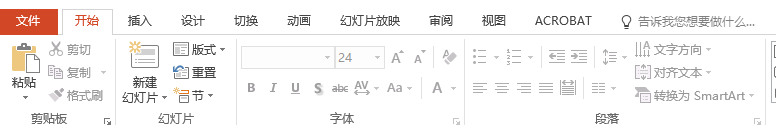 文件 开始 插入 设计 切换 动画 幻灯片放映 审阅 视图 ACROBAT 告诉我您想要做什么...
粘贴
剪切
复制
格式刷
剪贴板
新建
幻灯片
版式
重置
节
幻灯片
24 A A A
B I U S abc AV Aa A
字体
文字方向
对齐文本
转换为 SmartArt
段落